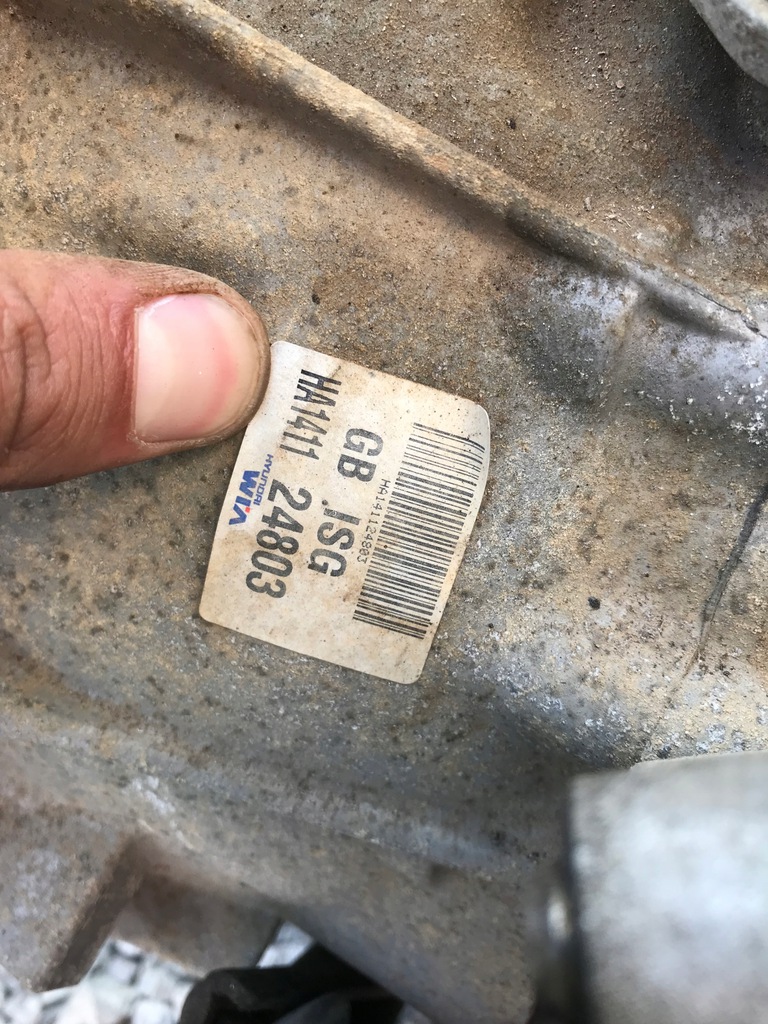 HA141124803
GB ISG
HA1411 24803
HYUNDAI
WIA